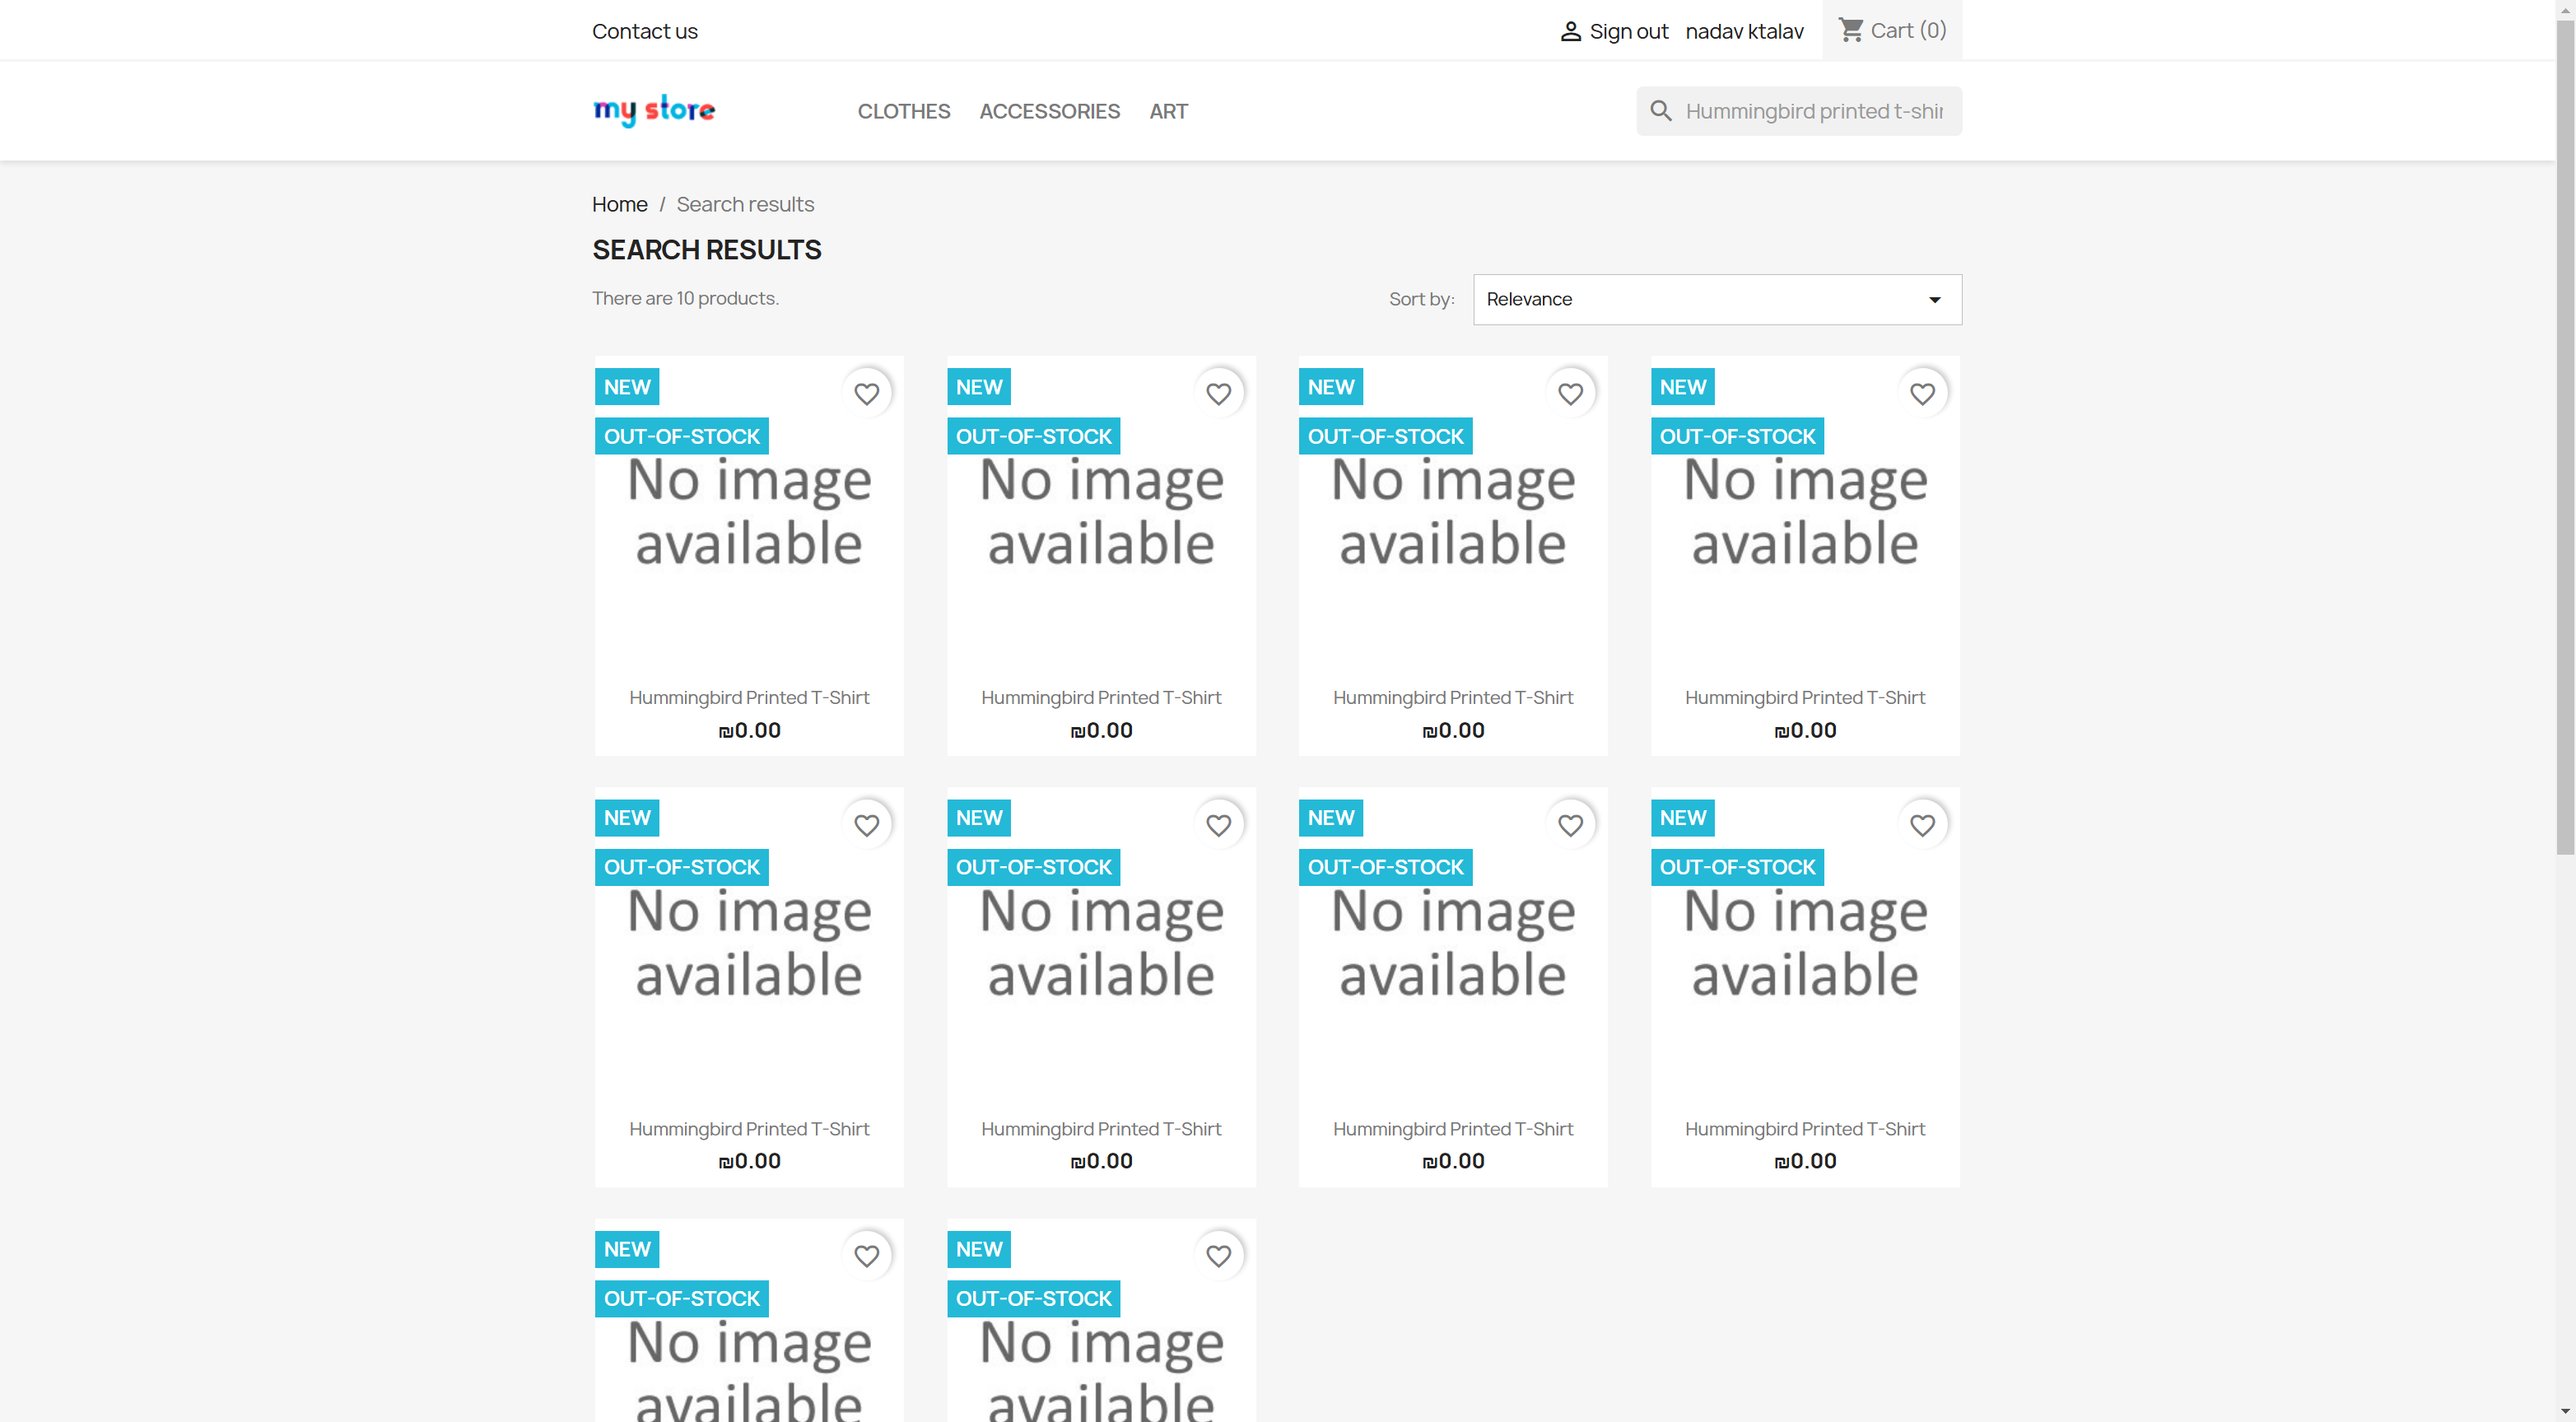 Contact us
Sign out nadav ktalav Cart (0)
my store
CLOTHES ACCESSORIES ART
Hummingbird printed t-shir
Home / Search results
SEARCH RESULTS
There are 10 products.
Sort by: Relevance
NEW NEW NEW NEW
OUT-OF-STOCK OUT-OF-STOCK OUT-OF-STOCK OUT-OF-STOCK
No image No image No image No image
available available available available
Hummingbird Printed T-Shirt Hummingbird Printed T-Shirt Hummingbird Printed T-Shirt Hummingbird Printed T-Shirt
₪0.00 ₪0.00 ₪0.00 ₪0.00
NEW NEW NEW NEW
OUT-OF-STOCK OUT-OF-STOCK OUT-OF-STOCK OUT-OF-STOCK
No image No image No image No image
available available available available
Hummingbird Printed T-Shirt Hummingbird Printed T-Shirt Hummingbird Printed T-Shirt Hummingbird Printed T-Shirt
₪0.00 ₪0.00 ₪0.00 ₪0.00
NEW NEW
OUT-OF-STOCK OUT-OF-STOCK
No image No image
available available